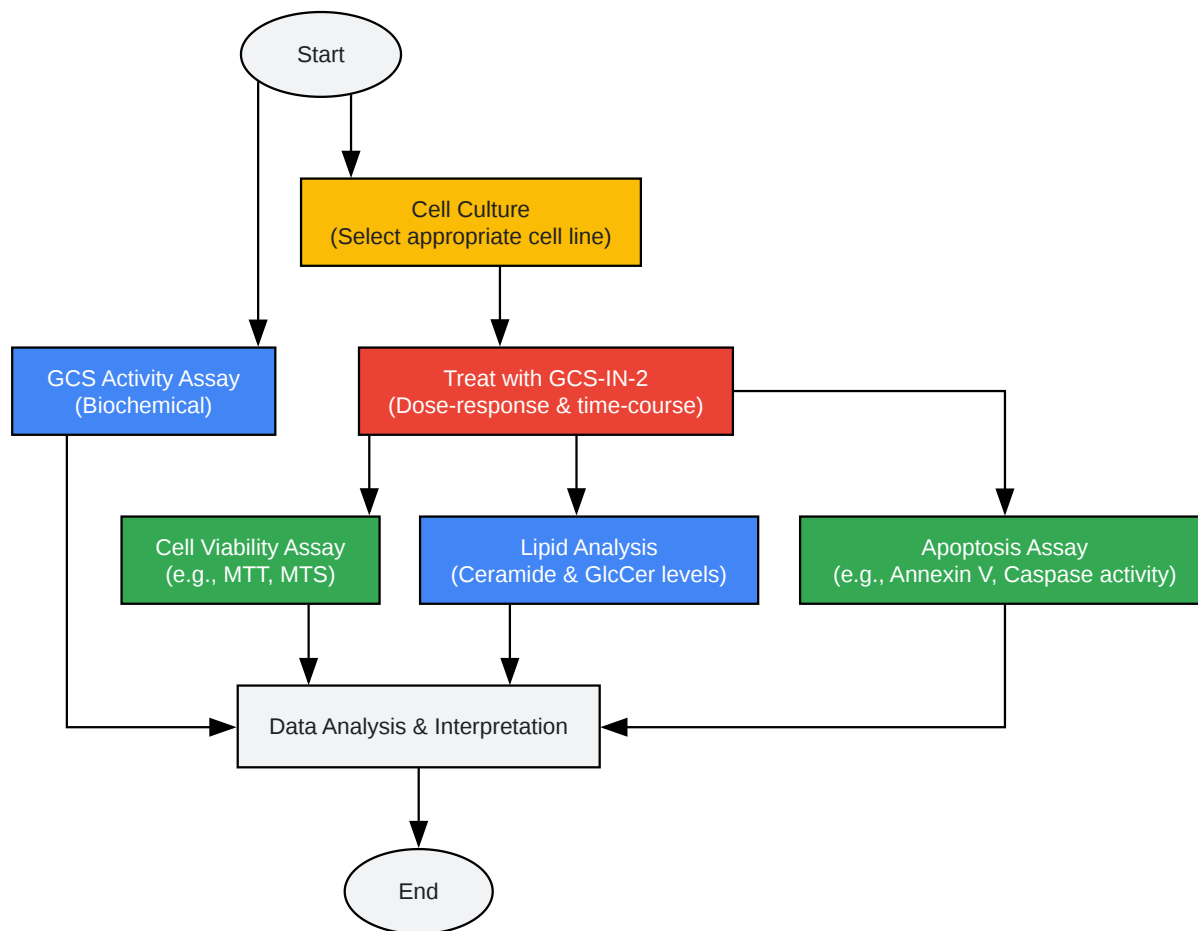 Start
Cell Culture
(Select appropriate cell line)
GCS Activity Assay
(Biochemical)
Treat with GCS-IN-2
(Dose-response & time-course)
Cell Viability Assay
(e.g., MTT, MTS)
Lipid Analysis
(Ceramide & GlcCer levels)
Apoptosis Assay
(e.g., Annexin V, Caspase activity)
Data Analysis & Interpretation
End